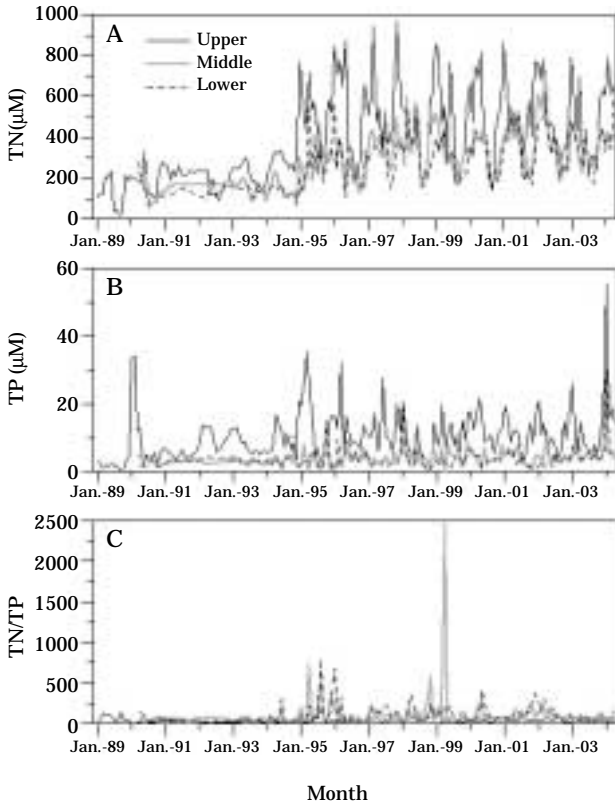 A
Upper
Middle
Lower
TN(μM)
1000
800
600
400
200
0
Jan.-89 Jan.-91 Jan.-93 Jan.-95 Jan.-97 Jan.-99 Jan.-01 Jan.-03
B
TP (μM)
60
40
20
0
Jan.-89 Jan.-91 Jan.-93 Jan.-95 Jan.-97 Jan.-99 Jan.-01 Jan.-03
C
TN/TP
2500
2000
1500
1000
500
0
Jan.-89 Jan.-91 Jan.-93 Jan.-95 Jan.-97 Jan.-99 Jan.-01 Jan.-03
Month